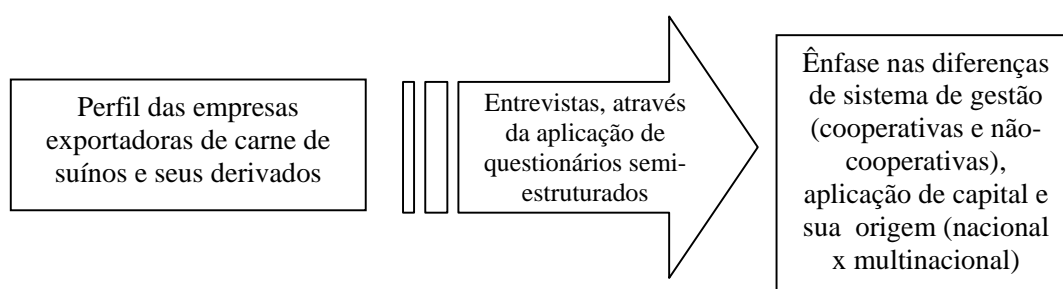 Perfil das empresas
exportadoras de carne de
suínos e seus derivados
Entrevistas, através
da aplicação de
questionários semi-
estruturados
Ênfase nas diferenças
de sistema de gestão
(cooperativas e não-
cooperativas),
aplicação de capital e
sua origem (nacional
x multinacional)